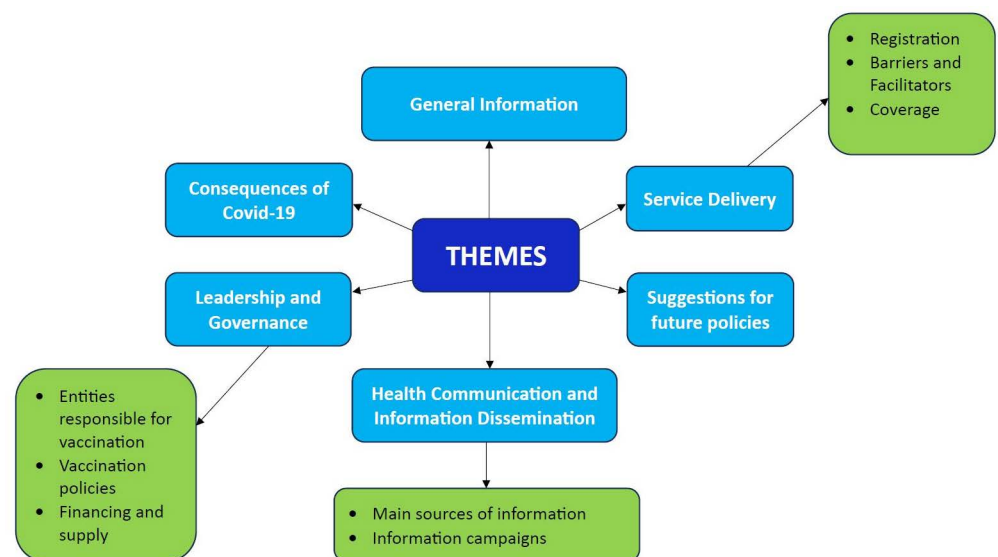 General Information
• Registration
• Barriers and
Facilitators
• Coverage
Consequences of
Covid-19
Service Delivery
THEMES
Leadership and
Governance
Suggestions for
future policies
• Entities
responsible for
vaccination
• Vaccination
policies
• Financing and
supply
Health Communication and
Information Dissemination
• Main sources of information
• Information campaigns